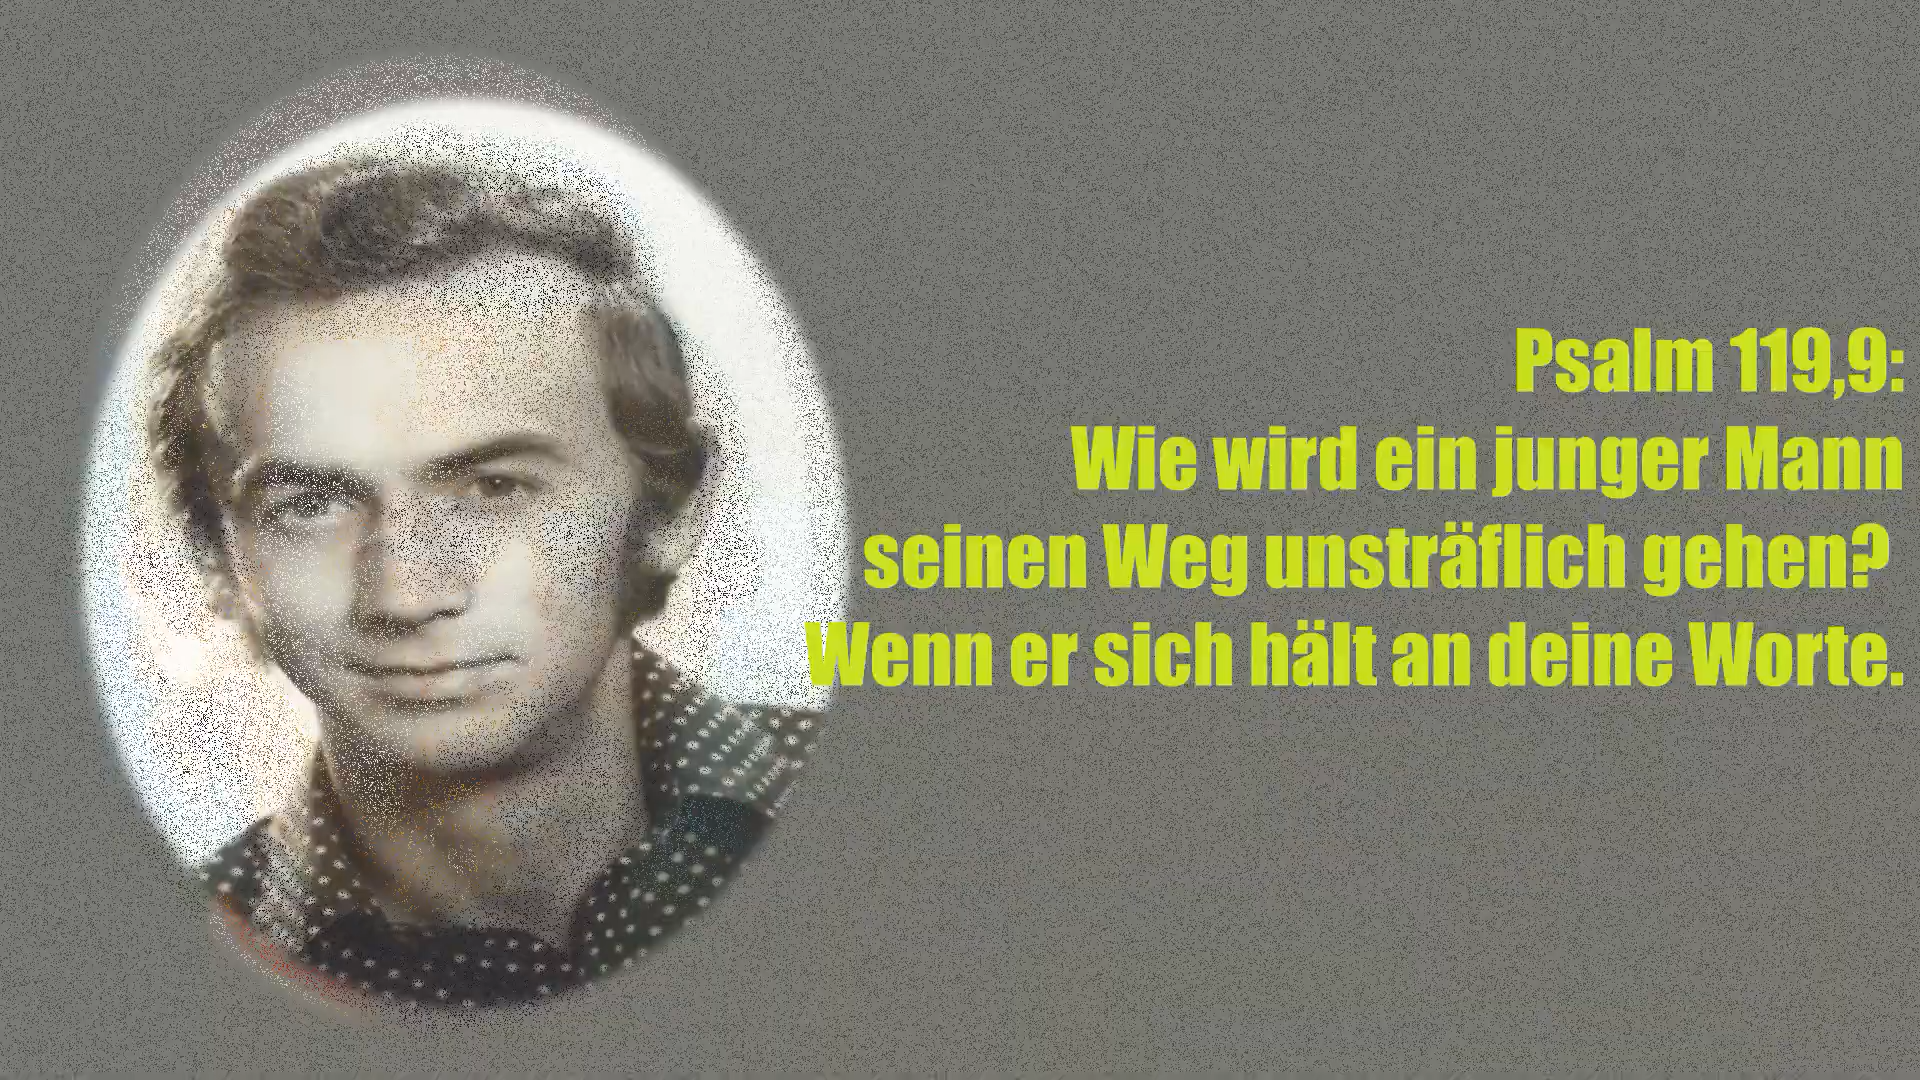 Psalm 119,9:
Wie wird ein junger Mann
seinen Weg unsträflich gehen?
Wenn er sich hält an deine Worte.